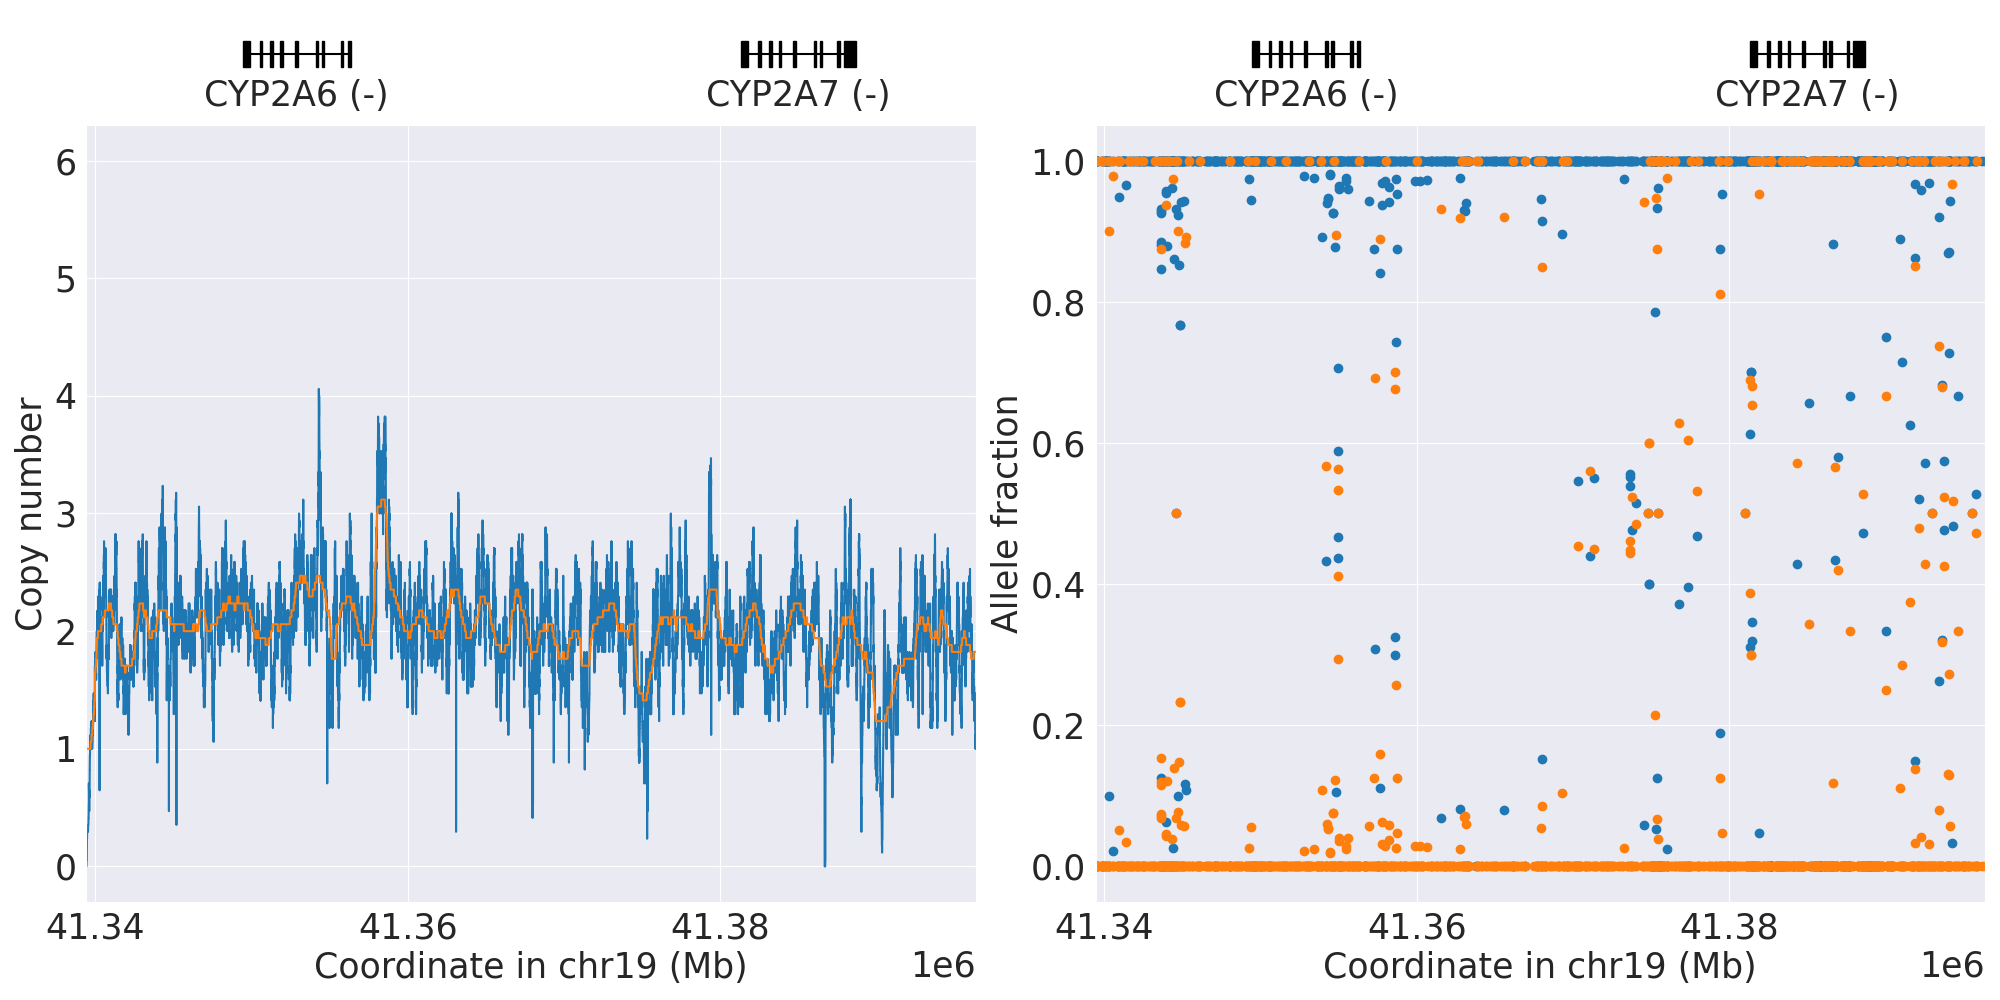 CYP2A6 (-)
CYP2A7 (-)
Copy number
6
5
4
3
2
1
0
41.34
41.36
41.38
Coordinate in chr19 (Mb)
1e6
CYP2A6 (-)
CYP2A7 (-)
Allele fraction
1.0
0.8
0.6
0.4
0.2
0.0
41.34
41.36
41.38
Coordinate in chr19 (Mb)
1e6